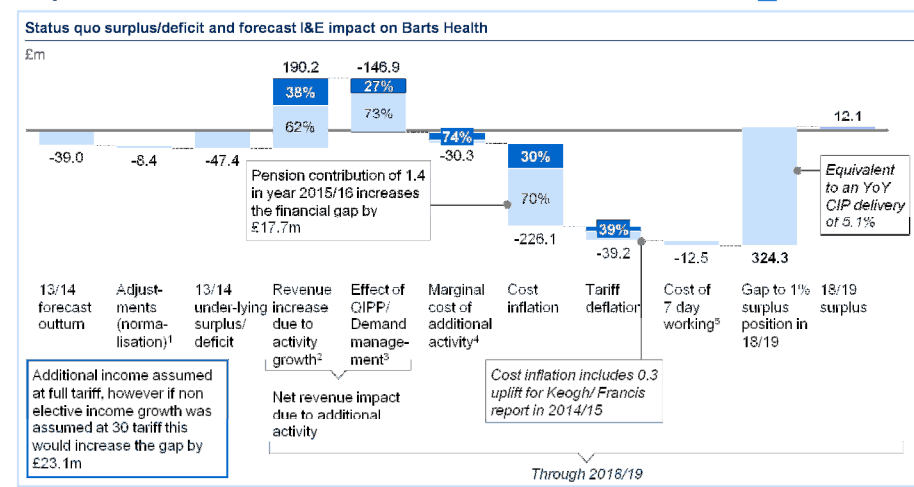 Status quo surplus/deficit and forecast I&E impact on Barts Health
£m
190.2
-146.9
38%
27%
62%
73%
12.1
74%
-39.0
-8.4
-47.4
-30.3
30%
70%
Pension contribution of 1.4
in year 2015/16 increases
the financial gap by
£17.7m
Equivalent
to an YoY
CIP delivery
of 5.1%
39%
-226.1
-39.2
-12.5
324.3
13/14
forecast
outturn
Adjust-
ments
(norma-
lisation)¹
13/14
under-lying
surplus/
deficit
Revenue
increase
due to
activity
growth²
Effect of
QIPP/
Demand
manage-
ment³
Marginal
cost of
additional
activity⁴
Cost
inflation
Tariff
deflation
Cost of
7 day
working⁵
Gap to 1%
surplus
position in
18/19
18/19
surplus
Additional income assumed
at full tariff, however if non
elective income growth was
assumed at 30 tariff this
would increase the gap by
£23.1m
Net revenue impact
due to additional
activity
Cost inflation includes 0.3
uplift for Keogh/ Francis
report in 2014/15
Through 2018/19